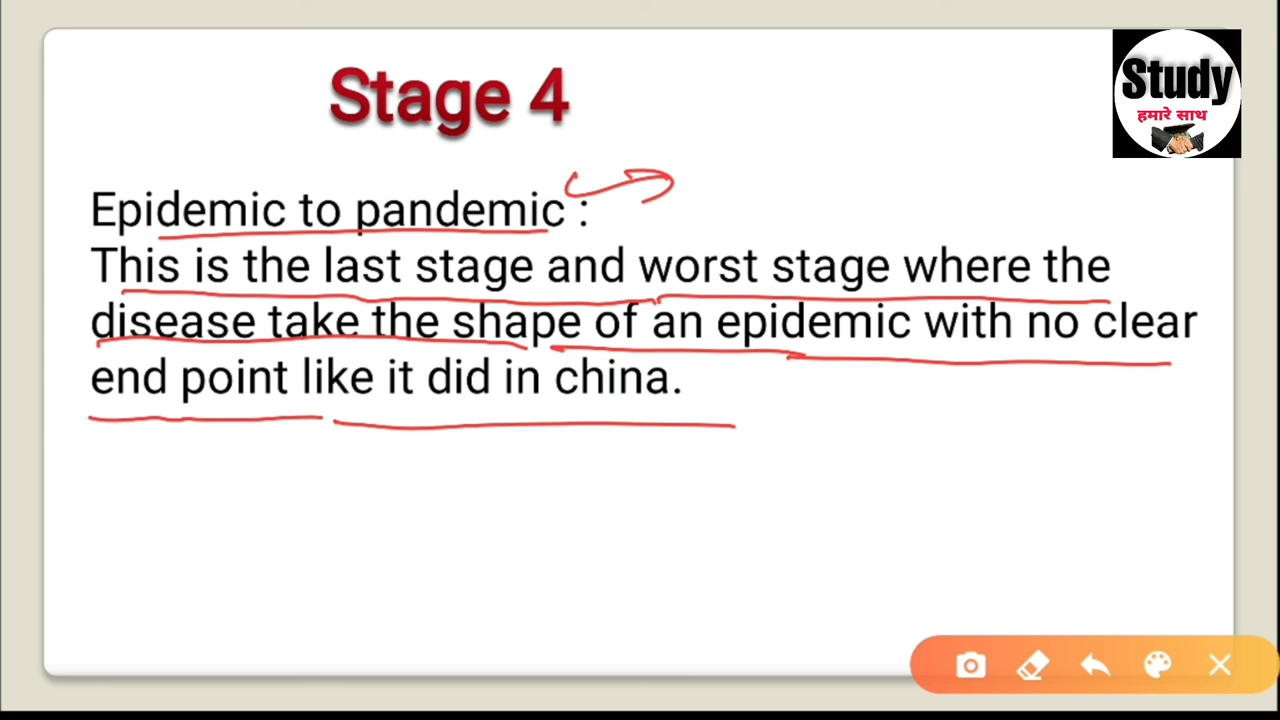 Stage 4
Study
हमारे साथ
Epidemic to pandemic :
This is the last stage and worst stage where the
disease take the shape of an epidemic with no clear
end point like it did in china.